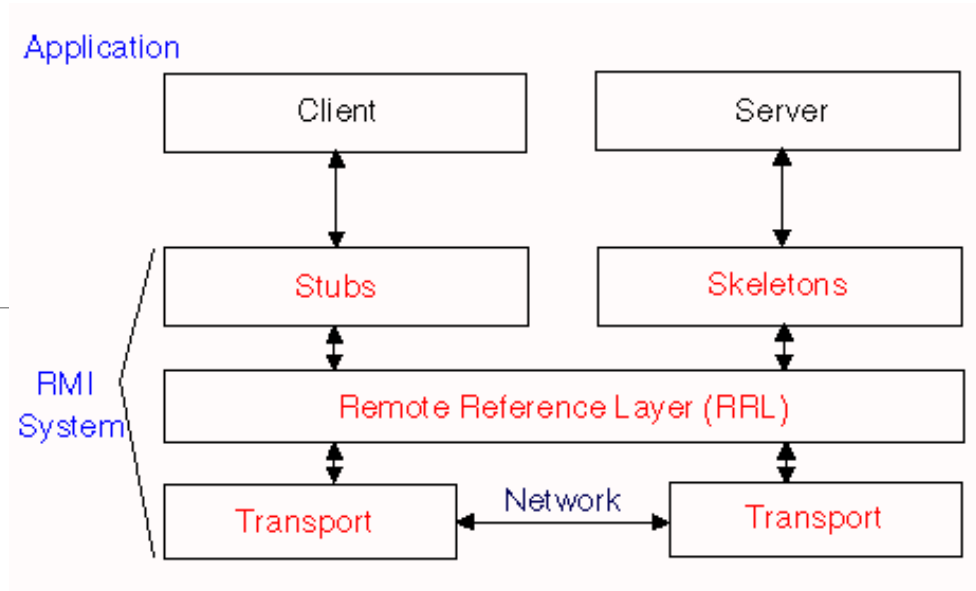 Application
Client
Server
Stubs
Skeletons
RMI
System
Remote Reference Layer (RRL)
Network
Transport
Transport